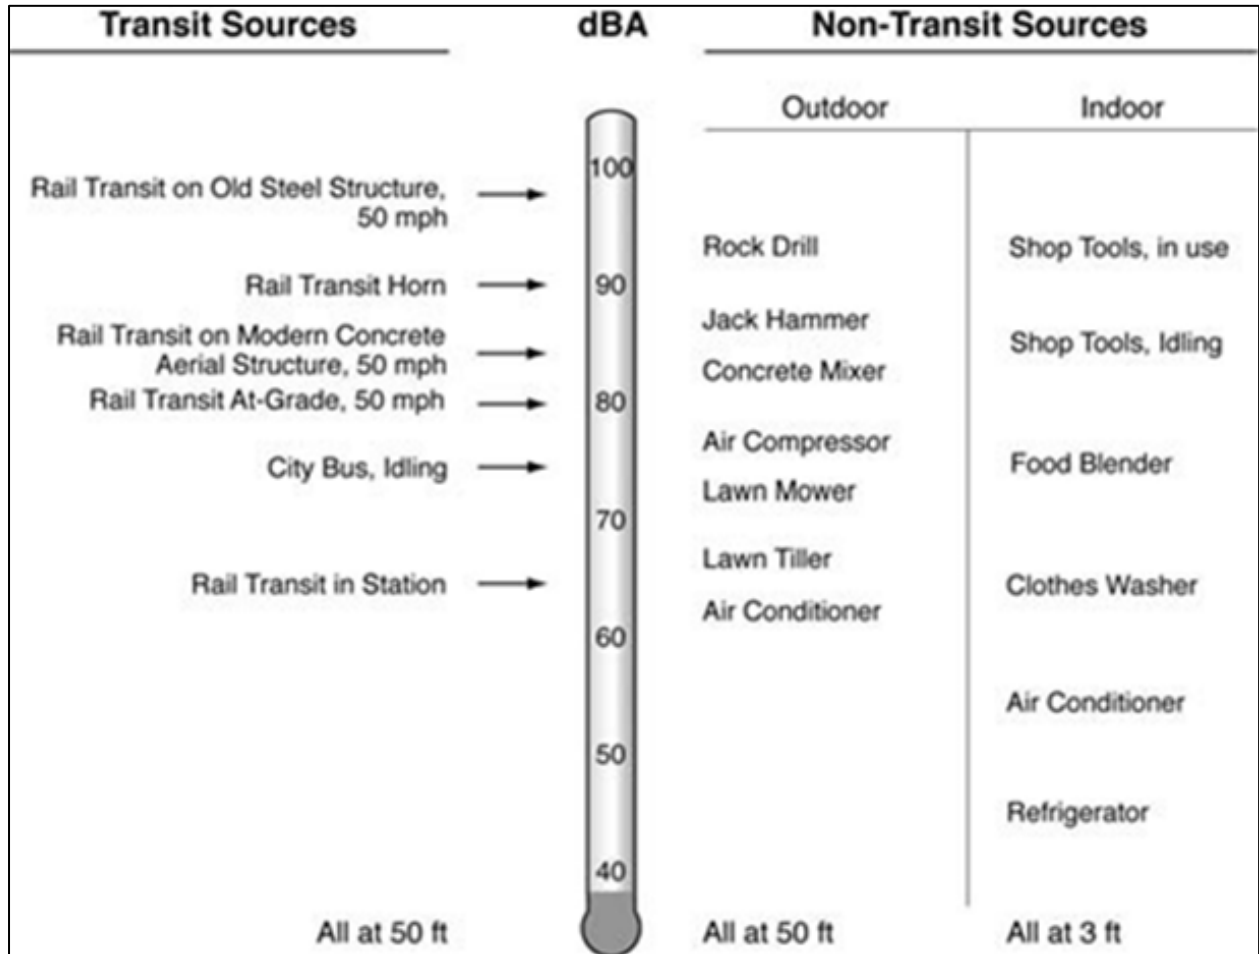 Transit Sources
dBA
Non-Transit Sources
Outdoor
Indoor
100
Rail Transit on Old Steel Structure,
50 mph
Rock Drill
Shop Tools, in use
Rail Transit Horn
90
Jack Hammer
Rail Transit on Modern Concrete
Aerial Structure, 50 mph
Shop Tools, Idling
Concrete Mixer
Rail Transit At-Grade, 50 mph
80
Air Compressor
City Bus, Idling
Food Blender
Lawn Mower
70
Lawn Tiller
Rail Transit in Station
Clothes Washer
Air Conditioner
60
Air Conditioner
50
Refrigerator
40
All at 50 ft
All at 50 ft
All at 3 ft